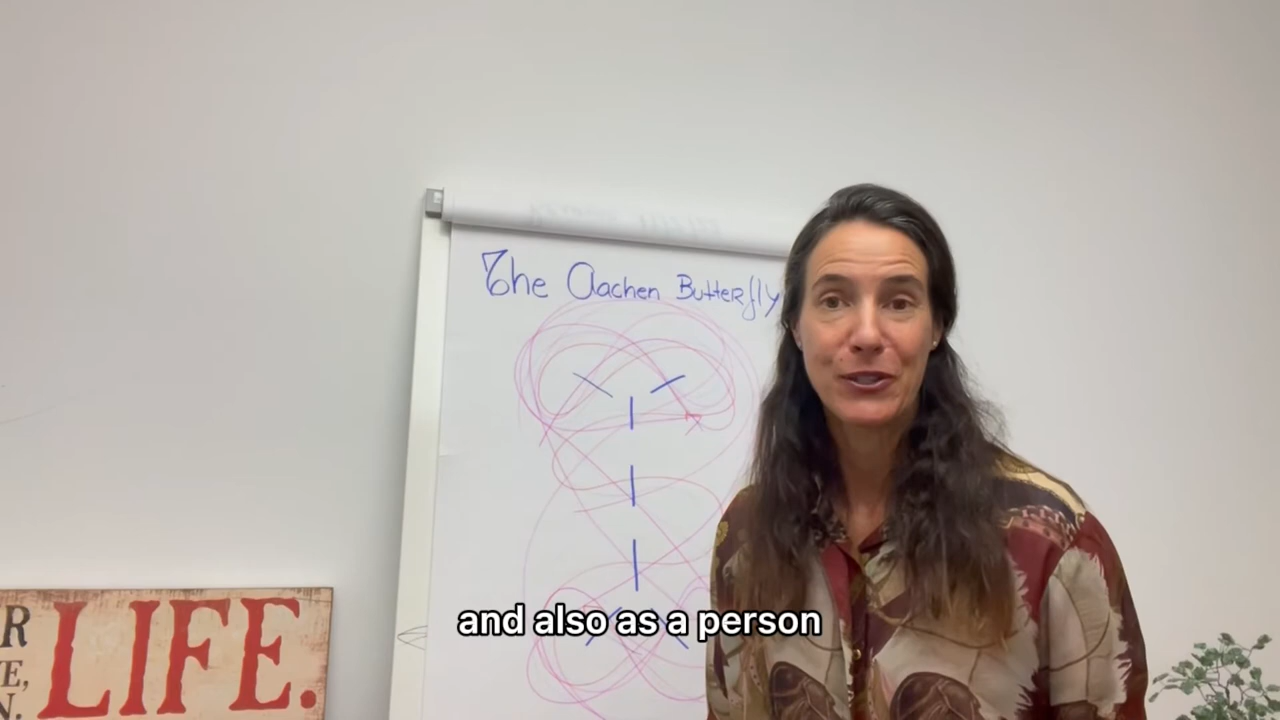 The Aachen Butterfly
and also as a person
R LIFE.
E,
N.